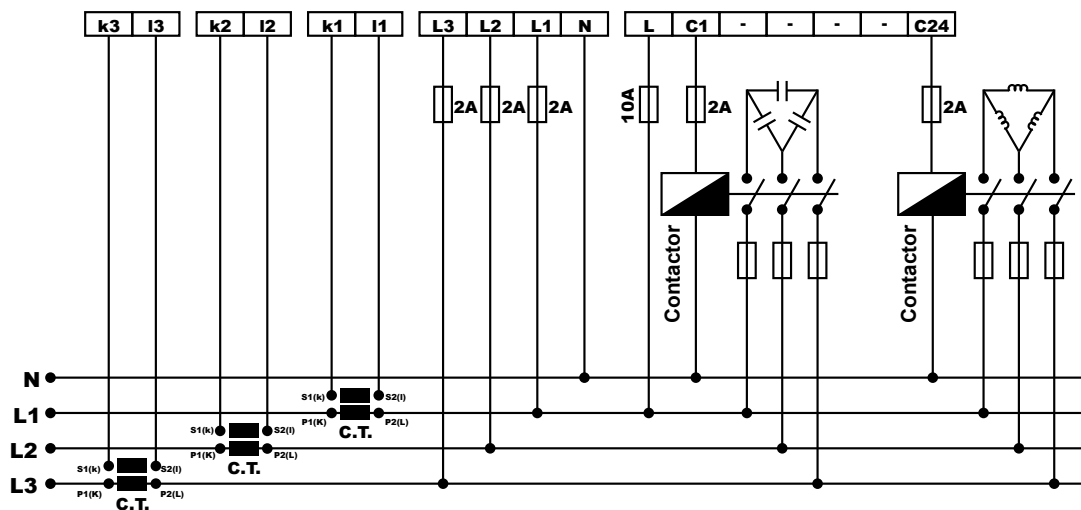 k3 l3 k2 l2 k1 l1 L3 L2 L1 N L C1 - - - - C24
2A 2A 2A 10A 2A 2A
Contactor Contactor
N
S1(k) S2(l)
L1
P1(K) P2(L)
C.T.
S1(k) S2(l)
L2
P1(K) P2(L)
C.T.
S1(k) S2(l)
L3
P1(K) P2(L)
C.T.